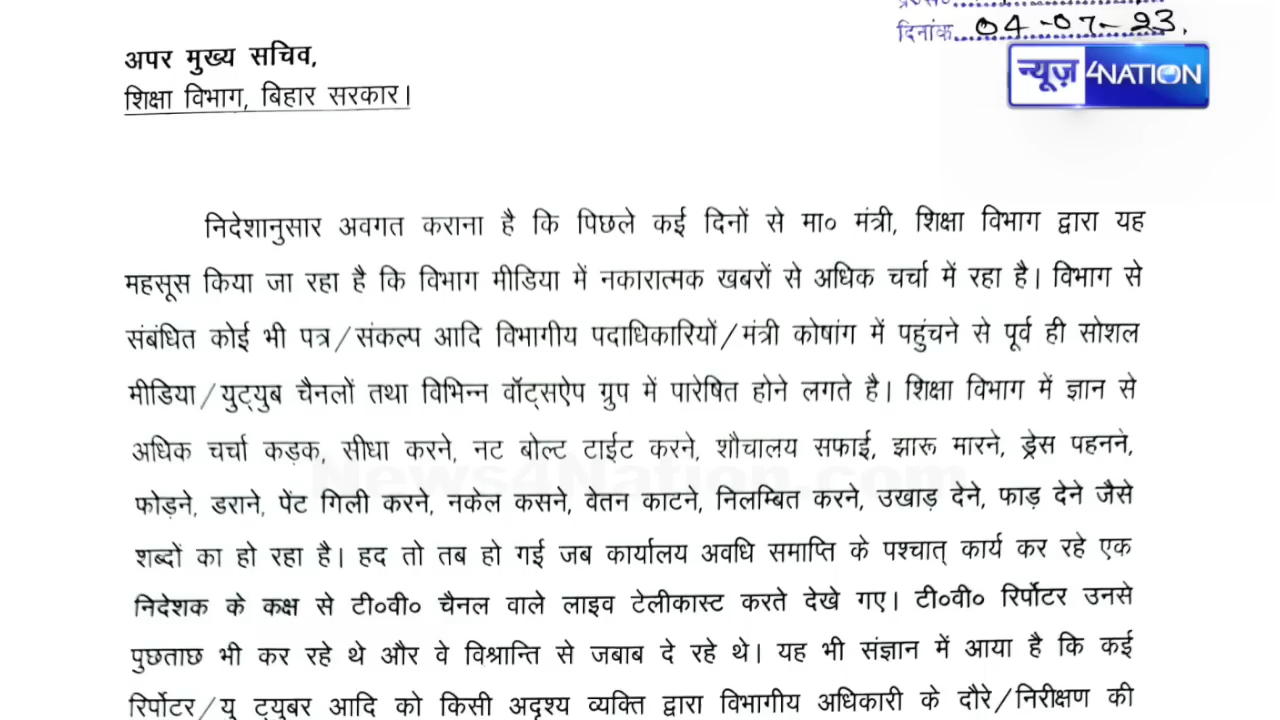 दिनांक 04-07-23.
अपर मुख्य सचिव,
न्यूज़ 4NATION
शिक्षा विभाग, बिहार सरकार।
निदेशानुसार अवगत कराना है कि पिछले कई दिनों से मा० मंत्री, शिक्षा विभाग द्वारा यह
महसूस किया जा रहा है कि विभाग मीडिया में नकारात्मक खबरों से अधिक चर्चा में रहा है। विभाग से
संबंधित कोई भी पत्र/संकल्प आदि विभागीय पदाधिकारियों/मंत्री कोषांग में पहुंचने से पूर्व ही सोशल
मीडिया/युट्युब चैनलों तथा विभिन्न वॉट्सऐप ग्रुप में पारेषित होने लगते है। शिक्षा विभाग में ज्ञान से
अधिक चर्चा कड़क, सीधा करने, नट बोल्ट टाईट करने, शौचालय सफाई, झारू मारने, ड्रेस पहनने,
News4Nation.com
फोड़ने, डराने, पेंट गिली करने, नकेल कसने, वेतन काटने, निलम्बित करने, उखाड़ देने, फाड़ देने जैसे
शब्दों का हो रहा है। हद तो तब हो गई जब कार्यालय अवधि समाप्ति के पश्चात् कार्य कर रहे एक
निदेशक के कक्ष से टी०वी० चैनल वाले लाइव टेलीकास्ट करते देखे गए। टी०वी० रिर्पोटर उनसे
पुछताछ भी कर रहे थे और वे विश्रान्ति से जबाब दे रहे थे। यह भी संज्ञान में आया है कि कई
रिर्पोटर/यु ट्युबर आदि को किसी अदृश्य व्यक्ति द्वारा विभागीय अधिकारी के दौरे/निरीक्षण की